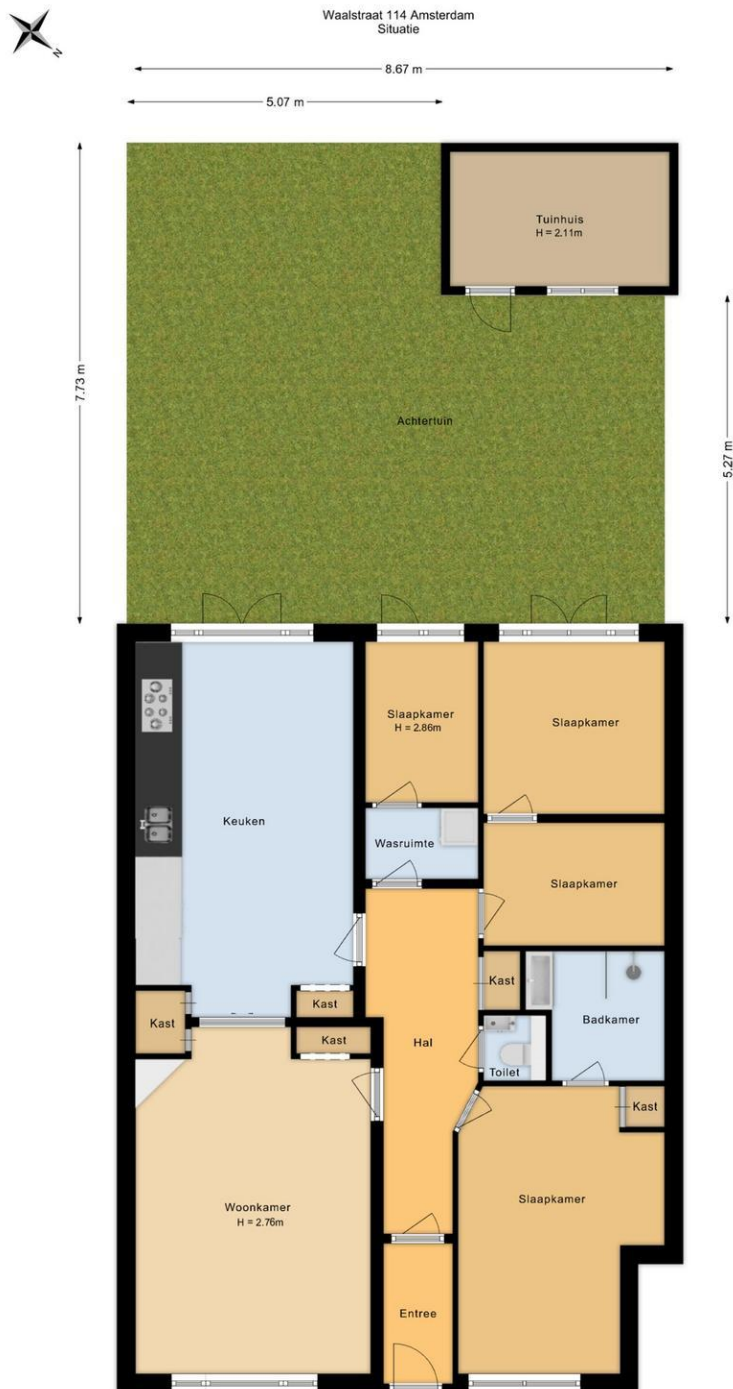 Waalstraat 114 Amsterdam
Situatie
N
8.67 m
5.07 m
7.73 m
5.27 m
Tuinhuis
H = 2.11m
Achtertuin
Slaapkamer
H = 2.86m
Slaapkamer
Keuken
Wasruimte
Slaapkamer
Kast
Kast
Kast
Kast
Hal
Badkamer
Toilet
Kast
Slaapkamer
Woonkamer
H = 2.76m
Entree